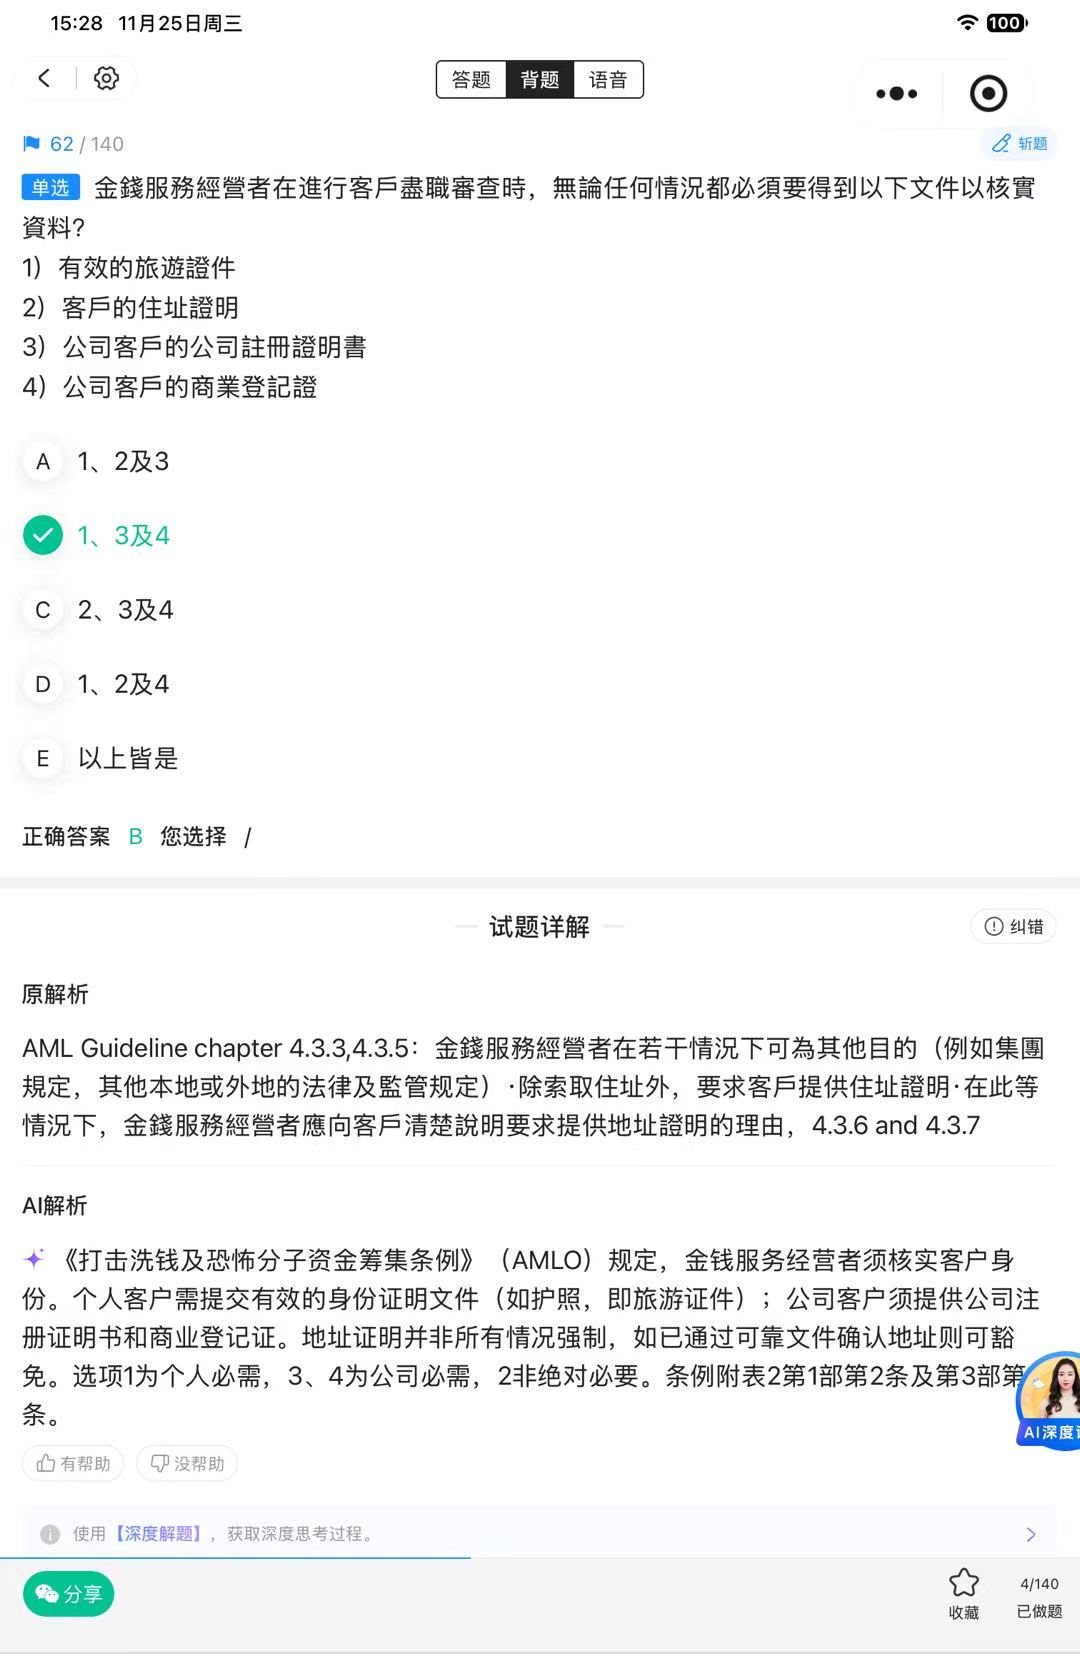 15:28 11月25日周三
100
答题 背题 语音
62 / 140
斩题
单选 金錢服務經營者在進行客戶盡職審查時，無論任何情況都必須要得到以下文件以核實
資料?
1）有效的旅遊證件
2）客戶的住址證明
3）公司客戶的公司註冊證明書
4）公司客戶的商業登記證
A 1、2及3
1、3及4
C 2、3及4
D 1、2及4
E 以上皆是
正确答案 B 您选择 /
试题详解
纠错
原解析
AML Guideline chapter 4.3.3,4.3.5：金錢服務經營者在若干情況下可為其他目的（例如集團
規定，其他本地或外地的法律及監管规定）·除索取住址外，要求客戶提供住址證明·在此等
情況下，金錢服務經營者應向客戶清楚說明要求提供地址證明的理由，4.3.6 and 4.3.7
AI解析
《打击洗钱及恐怖分子资金筹集条例》（AMLO）规定，金钱服务经营者须核实客户身
份。个人客户需提交有效的身份证明文件（如护照，即旅游证件）；公司客户须提供公司注
册证明书和商业登记证。地址证明并非所有情况强制，如已通过可靠文件确认地址则可豁
免。选项1为个人必需，3、4为公司必需，2非绝对必要。条例附表2第1部第2条及第3部第
条。
AI深度
有帮助 没帮助
使用【深度解题】，获取深度思考过程。
分享
收藏
4/140
已做题